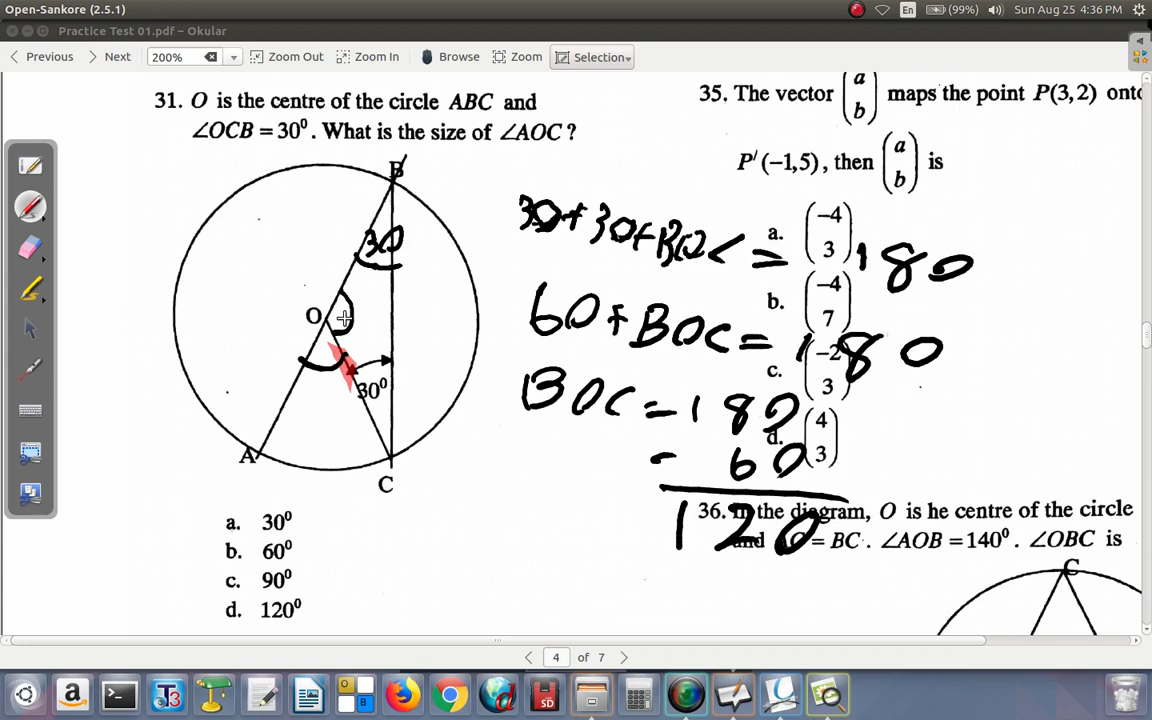 Open-Sankore (2.5.1)
En (99%) Sun Aug 25 4:36 PM
Practice Test 01.pdf - Okular
Previous Next 200% Zoom Out Zoom In Browse Zoom Selection
31. O is the centre of the circle ABC and
∠OCB = 30⁰. What is the size of ∠AOC ?
B
30
O
30⁰
A
C
a. 30⁰
b. 60⁰
c. 90⁰
d. 120⁰
30+30+BOC = 180
60+BOC = 180
BOC = 180
- 60
120
35. The vector (a b) maps the point P(3,2) onto
P′(−1,5), then (a b) is
a. (−4 3)
b. (−4 7)
c. (−2 3)
d. (4 3)
36. In the diagram, O is he centre of the circle
and = BC. ∠AOB = 140⁰. ∠OBC is
C
4 of 7
SD